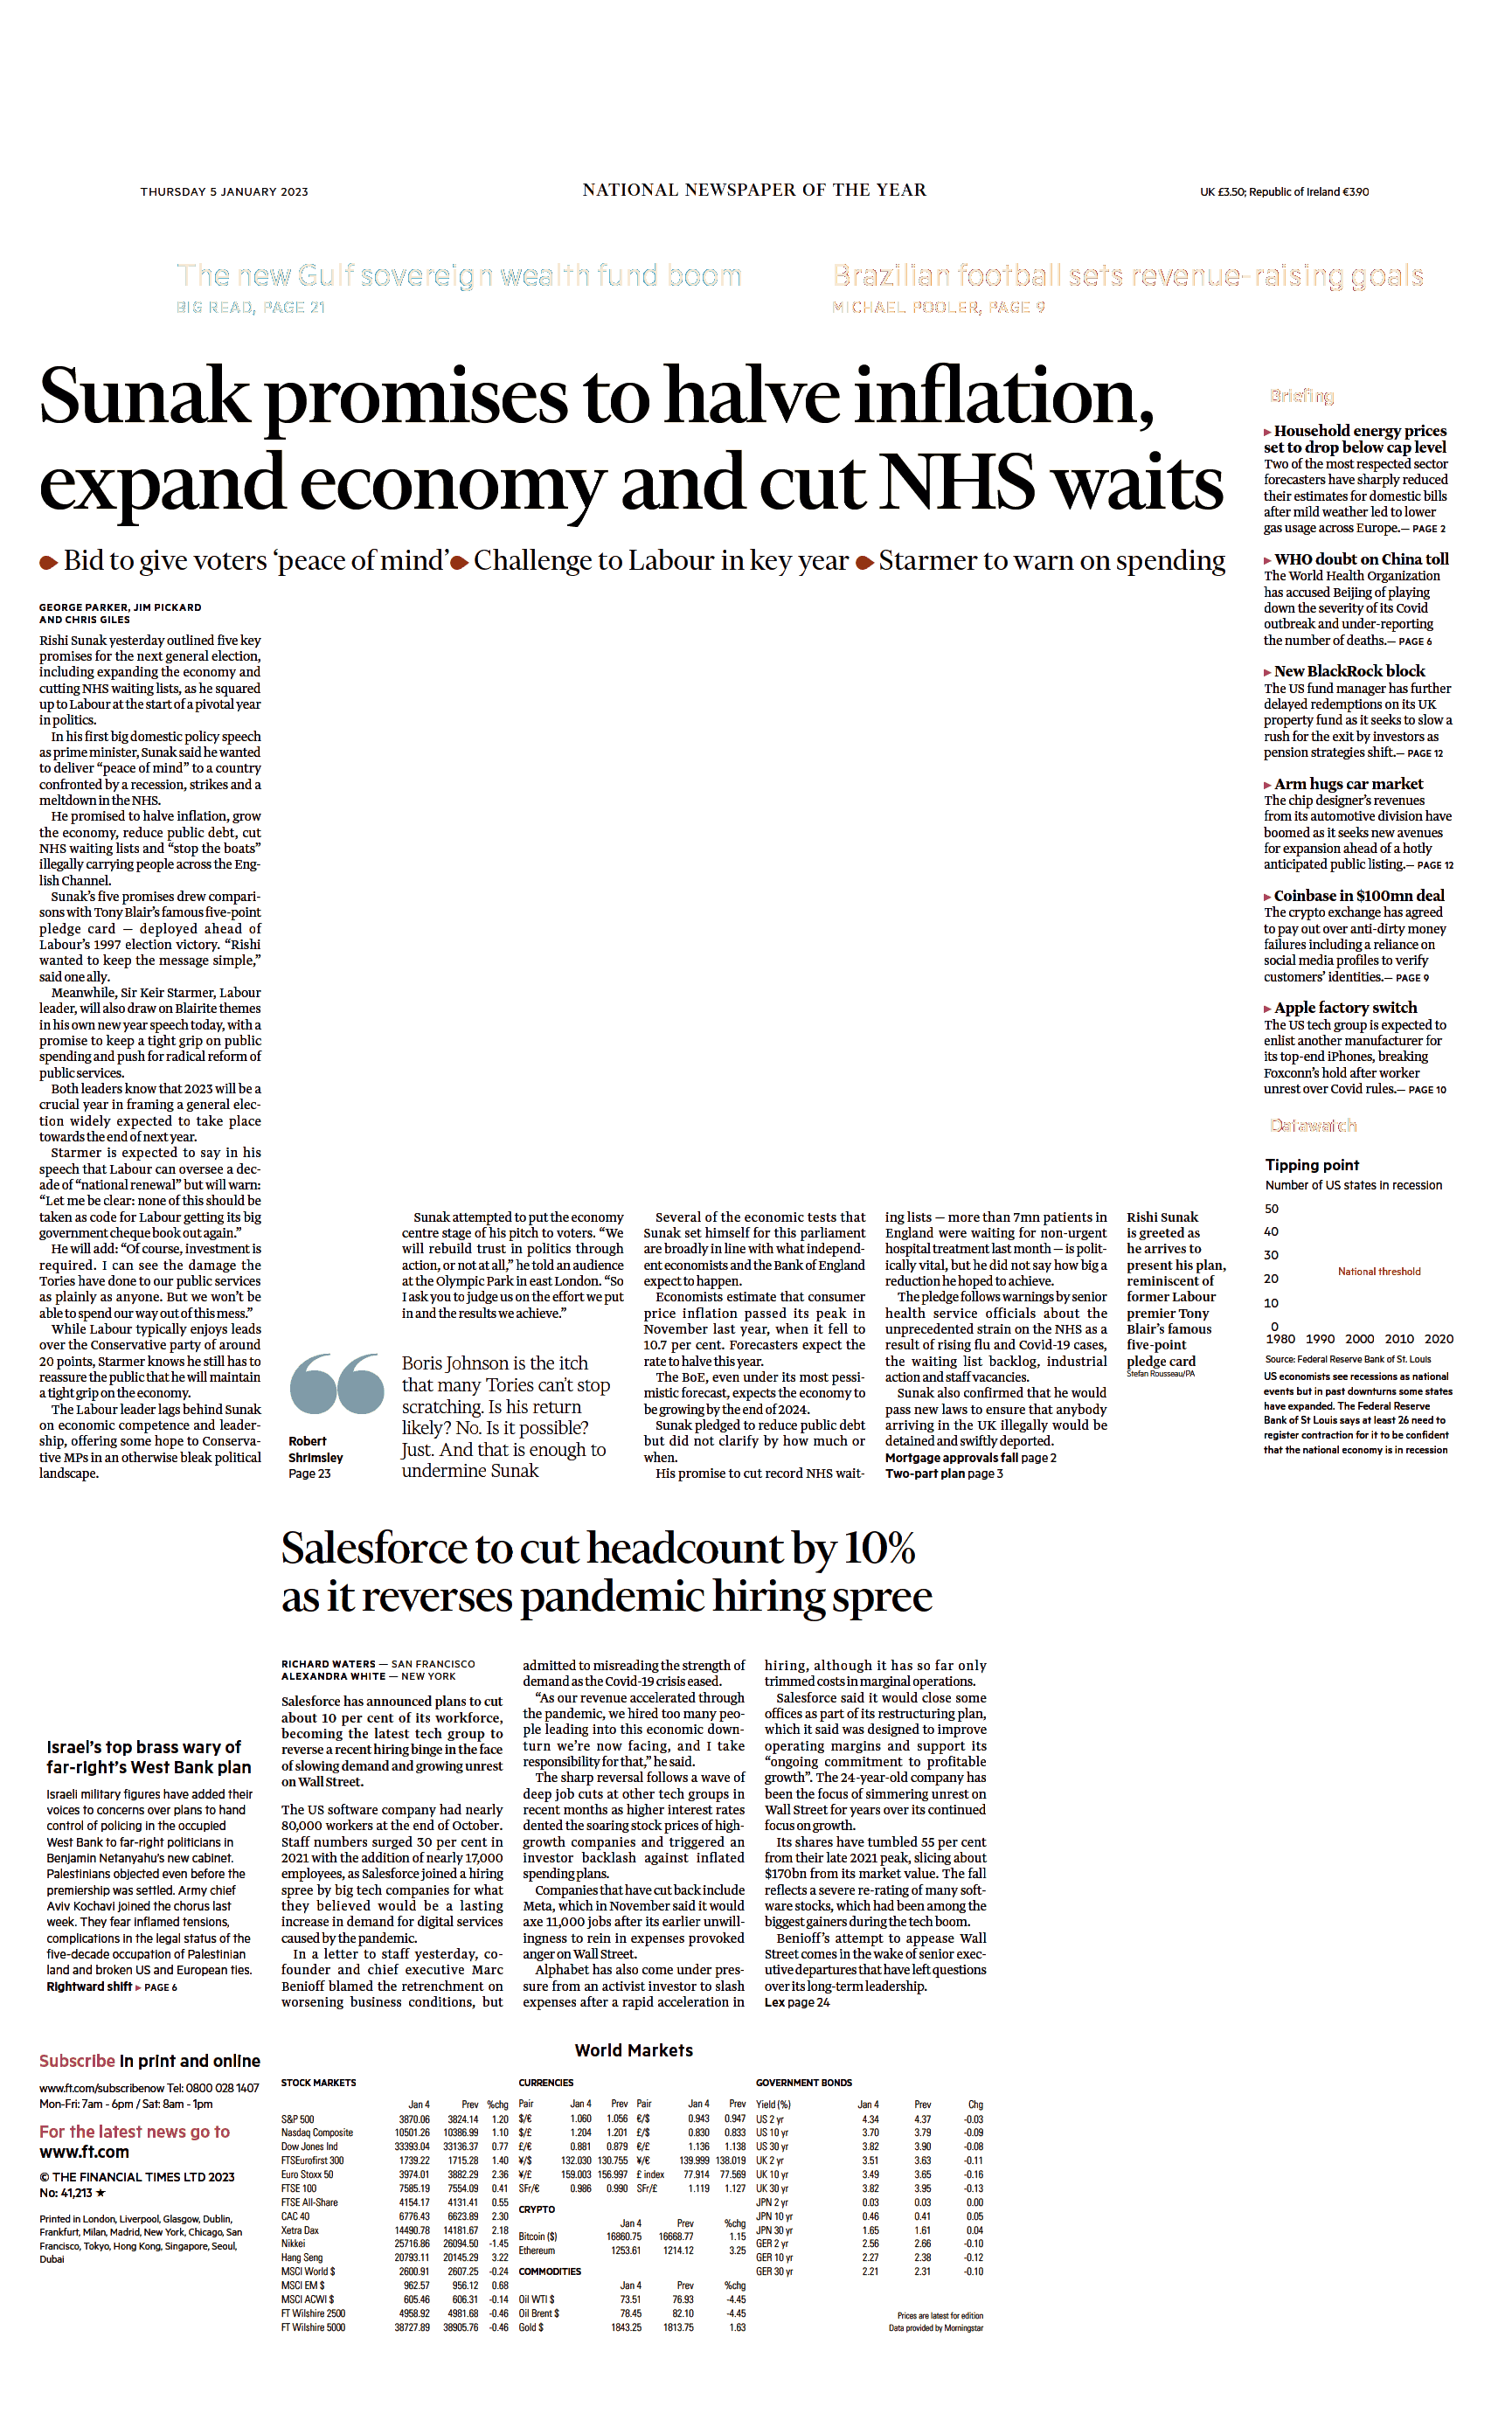 THURSDAY 5 JANUARY 2023
NATIONAL NEWSPAPER OF THE YEAR
UK £3.50; Republic of Ireland €3.90
The new Gulf sovereign wealth fund boom
BIG READ, PAGE 21
Brazilian football sets revenue-raising goals
MICHAEL POOLER, PAGE 9
Sunak promises to halve inflation,
expand economy and cut NHS waits
Bid to give voters ‘peace of mind’ Challenge to Labour in key year Starmer to warn on spending
GEORGE PARKER, JIM PICKARD
AND CHRIS GILES
Rishi Sunak yesterday outlined five key
promises for the next general election,
including expanding the economy and
cutting NHS waiting lists, as he squared
up to Labour at the start of a pivotal year
in politics.
In his first big domestic policy speech
as prime minister, Sunak said he wanted
to deliver “peace of mind” to a country
confronted by a recession, strikes and a
meltdown in the NHS.
He promised to halve inflation, grow
the economy, reduce public debt, cut
NHS waiting lists and “stop the boats”
illegally carrying people across the Eng-
lish Channel.
Sunak’s five promises drew compari-
sons with Tony Blair’s famous five-point
pledge card — deployed ahead of
Labour’s 1997 election victory. “Rishi
wanted to keep the message simple,”
said one ally.
Meanwhile, Sir Keir Starmer, Labour
leader, will also draw on Blairite themes
in his own new year speech today, with a
promise to keep a tight grip on public
spending and push for radical reform of
public services.
Both leaders know that 2023 will be a
crucial year in framing a general elec-
tion widely expected to take place
towards the end of next year.
Starmer is expected to say in his
speech that Labour can oversee a dec-
ade of “national renewal” but will warn:
“Let me be clear: none of this should be
taken as code for Labour getting its big
government cheque book out again.”
He will add: “Of course, investment is
required. I can see the damage the
Tories have done to our public services
as plainly as anyone. But we won’t be
able to spend our way out of this mess.”
While Labour typically enjoys leads
over the Conservative party of around
20 points, Starmer knows he still has to
reassure the public that he will maintain
a tight grip on the economy.
The Labour leader lags behind Sunak
on economic competence and leader-
ship, offering some hope to Conserva-
tive MPs in an otherwise bleak political
landscape.
Sunak attempted to put the economy
centre stage of his pitch to voters. “We
will rebuild trust in politics through
action, or not at all,” he told an audience
at the Olympic Park in east London. “So
I ask you to judge us on the effort we put
in and the results we achieve.”
Robert
Shrimsley
Page 23
Boris Johnson is the itch
that many Tories can’t stop
scratching. Is his return
likely? No. Is it possible?
Just. And that is enough to
undermine Sunak
Several of the economic tests that
Sunak set himself for this parliament
are broadly in line with what independ-
ent economists and the Bank of England
expect to happen.
Economists estimate that consumer
price inflation passed its peak in
November last year, when it fell to
10.7 per cent. Forecasters expect the
rate to halve this year.
The BoE, even under its most pessi-
mistic forecast, expects the economy to
be growing by the end of 2024.
Sunak pledged to reduce public debt
but did not clarify by how much or
when.
His promise to cut record NHS wait-
ing lists — more than 7mn patients in
England were waiting for non-urgent
hospital treatment last month — is polit-
ically vital, but he did not say how big a
reduction he hoped to achieve.
The pledge follows warnings by senior
health service officials about the
unprecedented strain on the NHS as a
result of rising flu and Covid-19 cases,
the waiting list backlog, industrial
action and staff vacancies.
Sunak also confirmed that he would
pass new laws to ensure that anybody
arriving in the UK illegally would be
detained and swiftly deported.
Mortgage approvals fall page 2
Two-part plan page 3
Rishi Sunak
is greeted as
he arrives to
present his plan,
reminiscent of
former Labour
premier Tony
Blair’s famous
five-point
pledge card
Stefan Rousseau/PA
Briefing
Household energy prices
set to drop below cap level
Two of the most respected sector
forecasters have sharply reduced
their estimates for domestic bills
after mild weather led to lower
gas usage across Europe.— PAGE 2
WHO doubt on China toll
The World Health Organization
has accused Beijing of playing
down the severity of its Covid
outbreak and under-reporting
the number of deaths.— PAGE 6
New BlackRock block
The US fund manager has further
delayed redemptions on its UK
property fund as it seeks to slow a
rush for the exit by investors as
pension strategies shift.— PAGE 12
Arm hugs car market
The chip designer’s revenues
from its automotive division have
boomed as it seeks new avenues
for expansion ahead of a hotly
anticipated public listing.— PAGE 12
Coinbase in $100mn deal
The crypto exchange has agreed
to pay out over anti-dirty money
failures including a reliance on
social media profiles to verify
customers’ identities.— PAGE 9
Apple factory switch
The US tech group is expected to
enlist another manufacturer for
its top-end iPhones, breaking
Foxconn’s hold after worker
unrest over Covid rules.— PAGE 10
Datawatch
Tipping point
Number of US states in recession
50
40
30
20
10
0
National threshold
1980 1990 2000 2010 2020
Source: Federal Reserve Bank of St. Louis
US economists see recessions as national
events but in past downturns some states
have expanded. The Federal Reserve
Bank of St Louis says at least 26 need to
register contraction for it to be confident
that the national economy is in recession
Salesforce to cut headcount by 10%
as it reverses pandemic hiring spree
RICHARD WATERS — SAN FRANCISCO
ALEXANDRA WHITE — NEW YORK
Salesforce has announced plans to cut
about 10 per cent of its workforce,
becoming the latest tech group to
reverse a recent hiring binge in the face
of slowing demand and growing unrest
on Wall Street.
The US software company had nearly
80,000 workers at the end of October.
Staff numbers surged 30 per cent in
2021 with the addition of nearly 17,000
employees, as Salesforce joined a hiring
spree by big tech companies for what
they believed would be a lasting
increase in demand for digital services
caused by the pandemic.
In a letter to staff yesterday, co-
founder and chief executive Marc
Benioff blamed the retrenchment on
worsening business conditions, but
admitted to misreading the strength of
demand as the Covid-19 crisis eased.
“As our revenue accelerated through
the pandemic, we hired too many peo-
ple leading into this economic down-
turn we’re now facing, and I take
responsibility for that,” he said.
The sharp reversal follows a wave of
deep job cuts at other tech groups in
recent months as higher interest rates
dented the soaring stock prices of high-
growth companies and triggered an
investor backlash against inflated
spending plans.
Companies that have cut back include
Meta, which in November said it would
axe 11,000 jobs after its earlier unwill-
ingness to rein in expenses provoked
anger on Wall Street.
Alphabet has also come under pres-
sure from an activist investor to slash
expenses after a rapid acceleration in
hiring, although it has so far only
trimmed costs in marginal operations.
Salesforce said it would close some
offices as part of its restructuring plan,
which it said was designed to improve
operating margins and support its
“ongoing commitment to profitable
growth”. The 24-year-old company has
been the focus of simmering unrest on
Wall Street for years over its continued
focus on growth.
Its shares have tumbled 55 per cent
from their late 2021 peak, slicing about
$170bn from its market value. The fall
reflects a severe re-rating of many soft-
ware stocks, which had been among the
biggest gainers during the tech boom.
Benioff’s attempt to appease Wall
Street comes in the wake of senior exec-
utive departures that have left questions
over its long-term leadership.
Lex page 24
Israel’s top brass wary of
far-right’s West Bank plan
Israeli military figures have added their
voices to concerns over plans to hand
control of policing in the occupied
West Bank to far-right politicians in
Benjamin Netanyahu’s new cabinet.
Palestinians objected even before the
premiership was settled. Army chief
Aviv Kochavi joined the chorus last
week. They fear inflamed tensions,
complications in the legal status of the
five-decade occupation of Palestinian
land and broken US and European ties.
Rightward shift PAGE 6
Subscribe In print and online
www.ft.com/subscribenow Tel: 0800 028 1407
Mon-Fri: 7am - 6pm / Sat: 8am - 1pm
For the latest news go to
www.ft.com
© THE FINANCIAL TIMES LTD 2023
No: 41,213 ★
Printed in London, Liverpool, Glasgow, Dublin,
Frankfurt, Milan, Madrid, New York, Chicago, San
Francisco, Tokyo, Hong Kong, Singapore, Seoul,
Dubai
World Markets
STOCK MARKETS
Jan 4 Prev %chg
S&P 500 3870.06 3824.14 1.20
Nasdaq Composite 10501.26 10386.99 1.10
Dow Jones Ind 33393.04 33136.37 0.77
FTSEurofirst 300 1739.22 1715.28 1.40
Euro Stoxx 50 3974.01 3882.29 2.36
FTSE 100 7585.19 7554.09 0.41
FTSE All-Share 4154.17 4131.41 0.55
CAC 40 6776.43 6623.89 2.30
Xetra Dax 14490.78 14181.67 2.18
Nikkei 25716.86 26094.50 -1.45
Hang Seng 20793.11 20145.29 3.22
MSCI World $ 2600.91 2607.25 -0.24
MSCI EM $ 962.57 956.12 0.68
MSCI ACWI $ 605.46 606.31 -0.14
FT Wilshire 2500 4958.92 4981.68 -0.46
FT Wilshire 5000 38727.89 38905.76 -0.46
CURRENCIES
Pair Jan 4 Prev Pair Jan 4 Prev
$/€ 1.060 1.056 €/$ 0.943 0.947
$/£ 1.204 1.201 £/$ 0.830 0.833
£/€ 0.881 0.879 €/£ 1.136 1.138
¥/$ 132.030 130.755 ¥/€ 139.999 138.019
¥/£ 159.003 156.997 £ index 77.914 77.569
SFr/€ 0.986 0.990 SFr/£ 1.119 1.127
CRYPTO
Jan 4 Prev %chg
Bitcoin ($) 16860.75 16668.77 1.15
Ethereum 1253.61 1214.12 3.25
COMMODITIES
Jan 4 Prev %chg
Oil WTI $ 73.51 76.93 -4.45
Oil Brent $ 78.45 82.10 -4.45
Gold $ 1843.25 1813.75 1.63
GOVERNMENT BONDS
Yield (%) Jan 4 Prev Chg
US 2 yr 4.34 4.37 -0.03
US 10 yr 3.70 3.79 -0.09
US 30 yr 3.82 3.90 -0.08
UK 2 yr 3.51 3.63 -0.11
UK 10 yr 3.49 3.65 -0.16
UK 30 yr 3.82 3.95 -0.13
JPN 2 yr 0.03 0.03 0.00
JPN 10 yr 0.46 0.41 0.05
JPN 30 yr 1.65 1.61 0.04
GER 2 yr 2.56 2.66 -0.10
GER 10 yr 2.27 2.38 -0.12
GER 30 yr 2.21 2.31 -0.10
Prices are latest for edition
Data provided by Morningstar